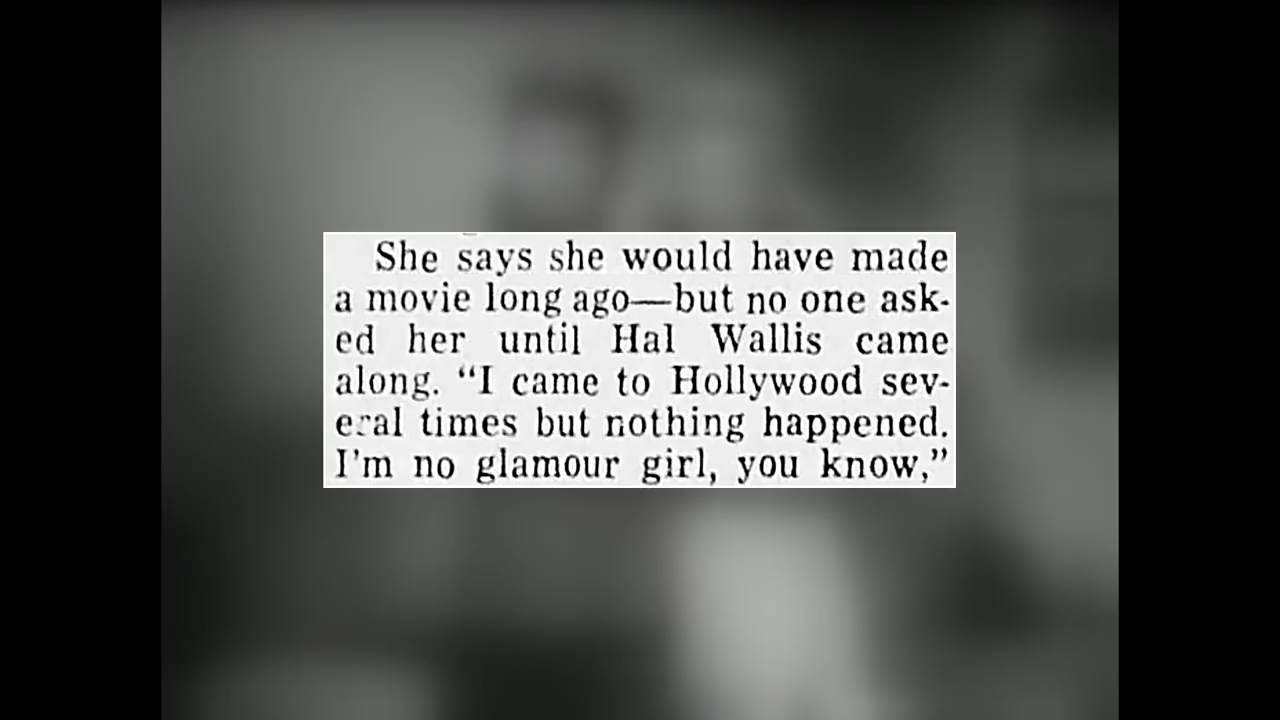 She says she would have made
a movie long ago—but no one ask-
ed her until Hal Wallis came
along. “I came to Hollywood sev-
eral times but nothing happened.
I'm no glamour girl, you know,”